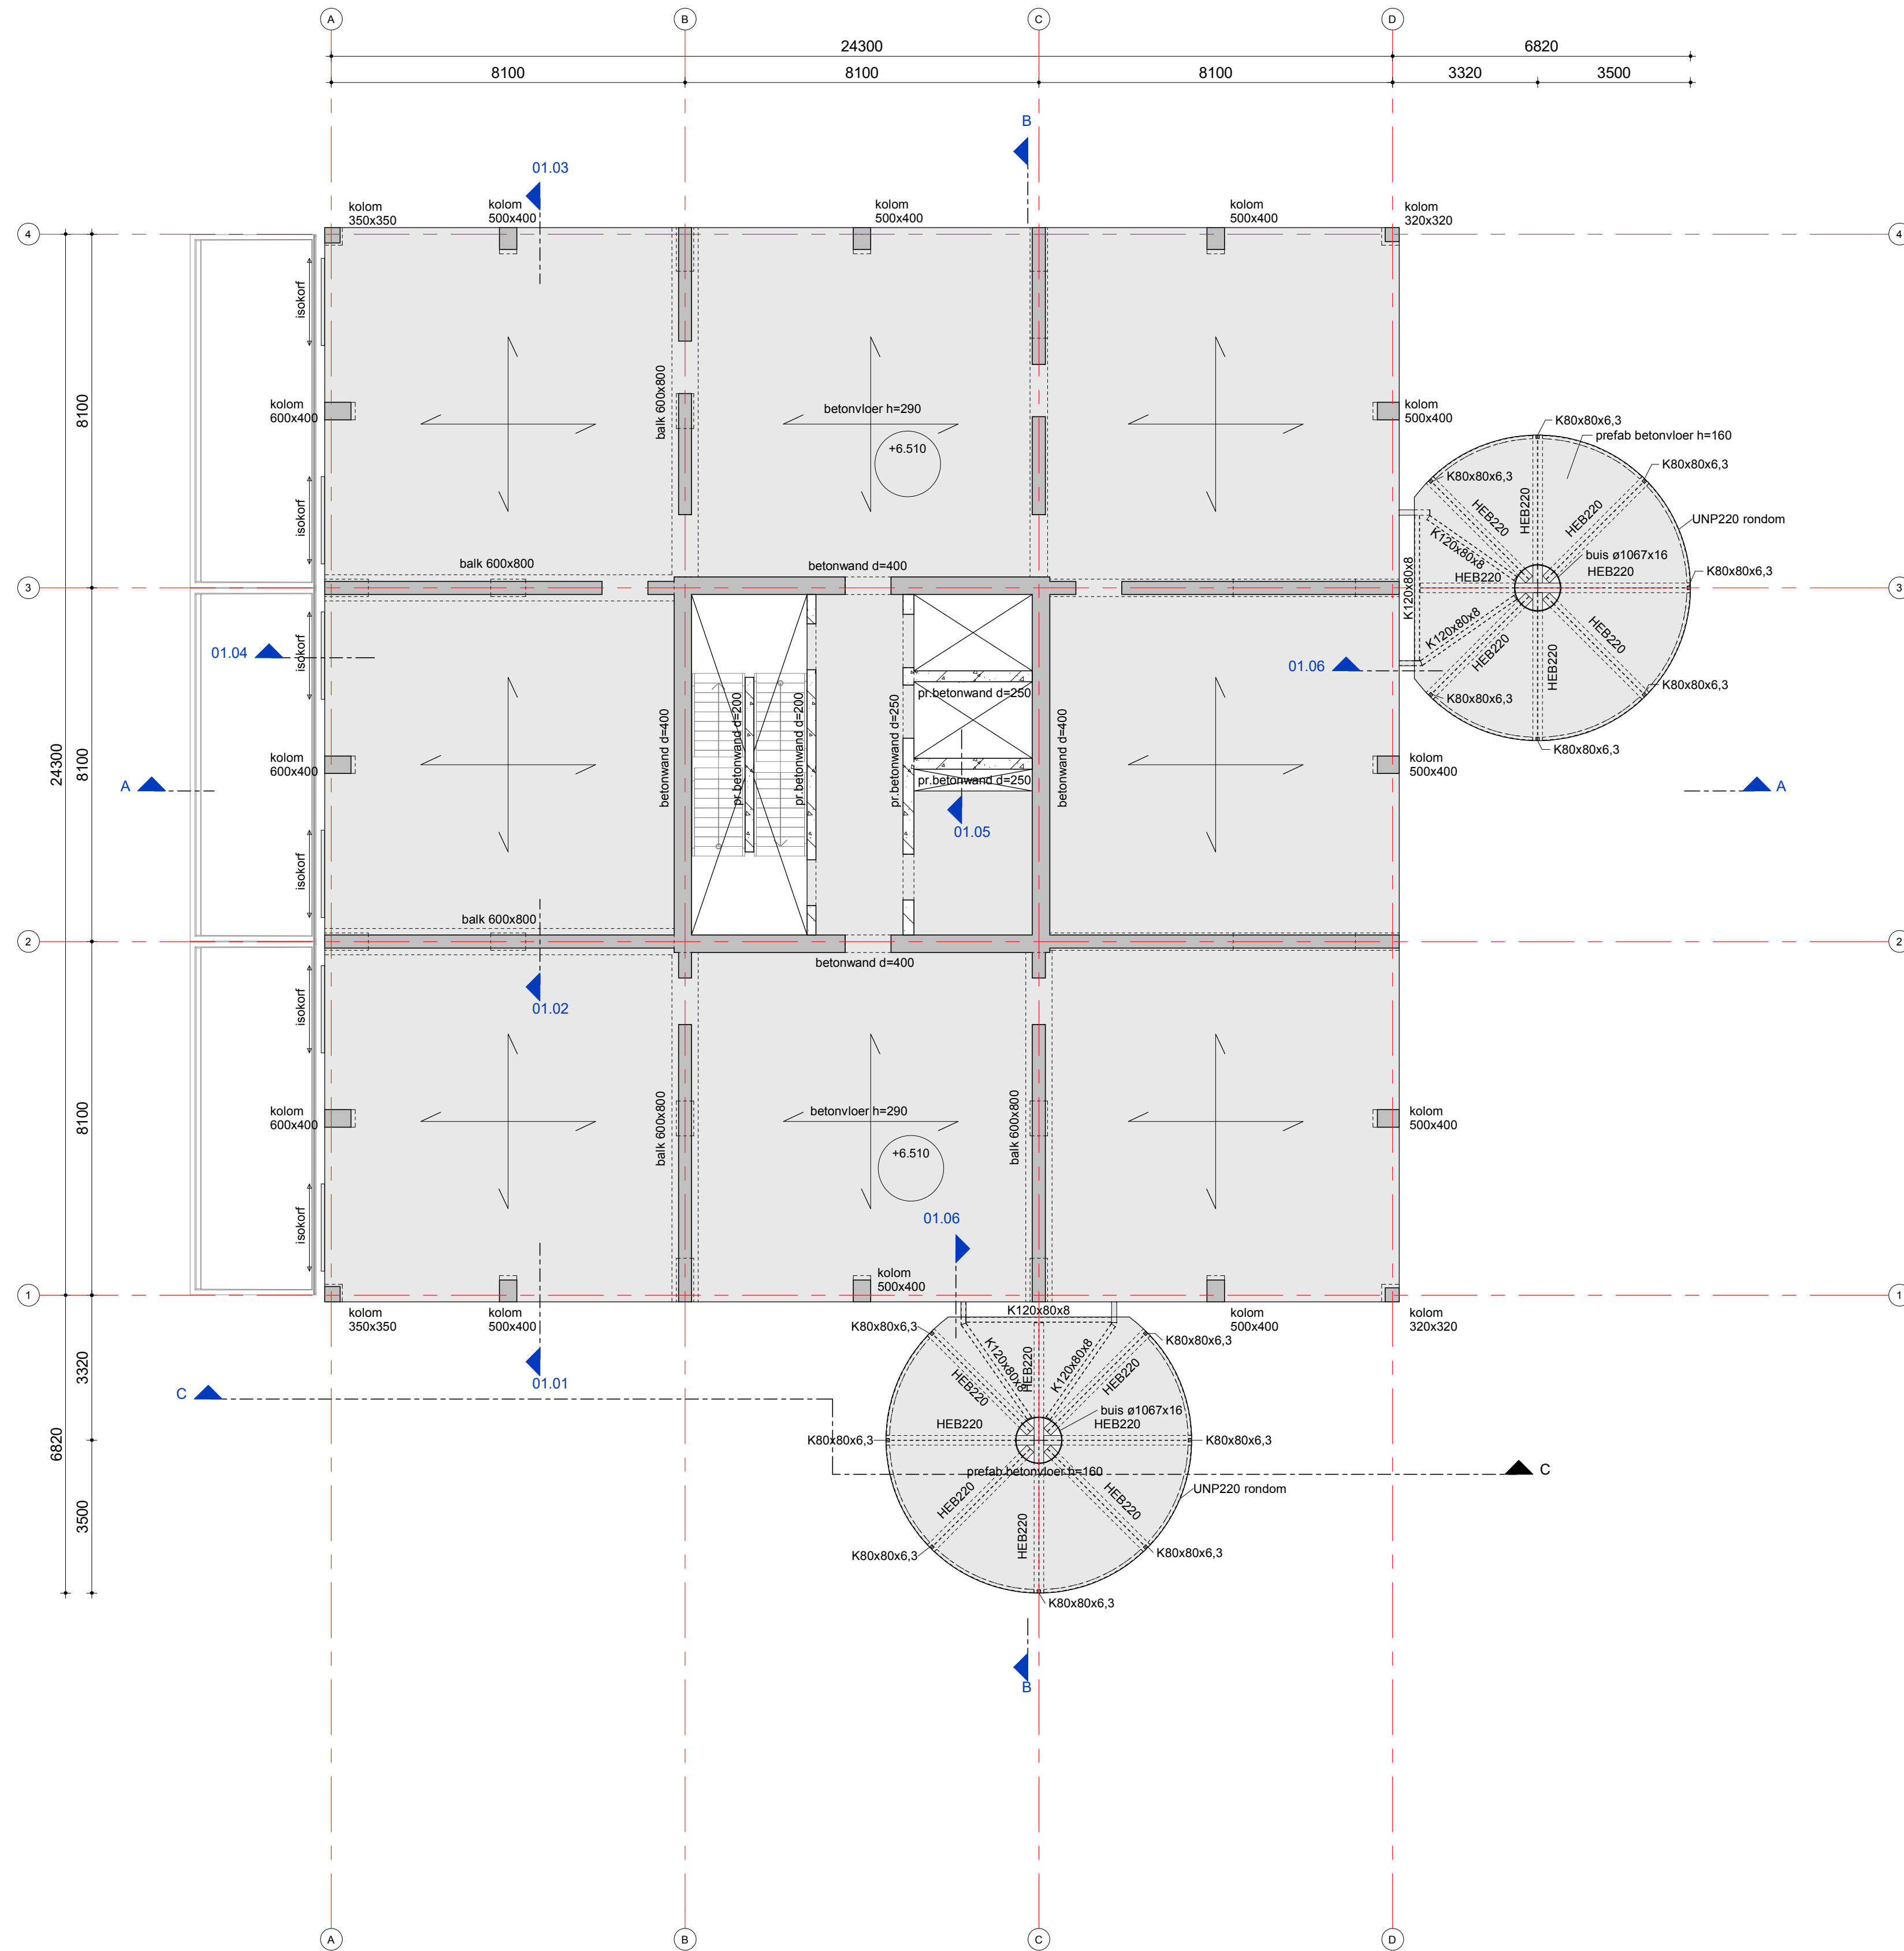 A
B
C
D
24300
6820
8100
8100
8100
3320
3500
B
01.03
kolom
350x350
kolom
500x400
kolom
500x400
kolom
500x400
kolom
320x320
4
4
isokorf
8100
balk 600x800
betonvloer h=290
+6.510
kolom
600x400
kolom
500x400
K80x80x6,3
prefab betonvloer h=160
K80x80x6,3
K80x80x6,3
HEB220
HEB220
HEB220
UNP220 rondom
isokorf
K120x80x8
buis ø1067x16
HEB220
HEB220
K80x80x6,3
K120x80x8
balk 600x800
betonwand d=400
3
3
K120x80x8
HEB220
HEB220
HEB220
01.04
isokorf
01.06
K80x80x6,3
K80x80x6,3
K80x80x6,3
pr.betonwand d=250
betonwand d=400
pr.betonwand d=200
pr.betonwand d=200
pr.betonwand d=250
betonwand d=400
24300
8100
kolom
600x400
kolom
500x400
pr.betonwand d=250
A
A
01.05
isokorf
balk 600x800
2
2
betonwand d=400
isokorf
01.02
8100
kolom
600x400
balk 600x800
betonvloer h=290
balk 600x800
kolom
500x400
+6.510
isokorf
01.06
kolom
500x400
1
1
kolom
350x350
kolom
500x400
K120x80x8
kolom
500x400
kolom
320x320
K80x80x6,3
K80x80x6,3
3320
01.01
K120x80x8
HEB220
K120x80x8
HEB220
HEB220
C
buis ø1067x16
HEB220
HEB220
6820
K80x80x6,3
K80x80x6,3
prefab betonvloer h=160
C
3500
HEB220
HEB220
HEB220
UNP220 rondom
K80x80x6,3
K80x80x6,3
K80x80x6,3
B
A
B
C
D